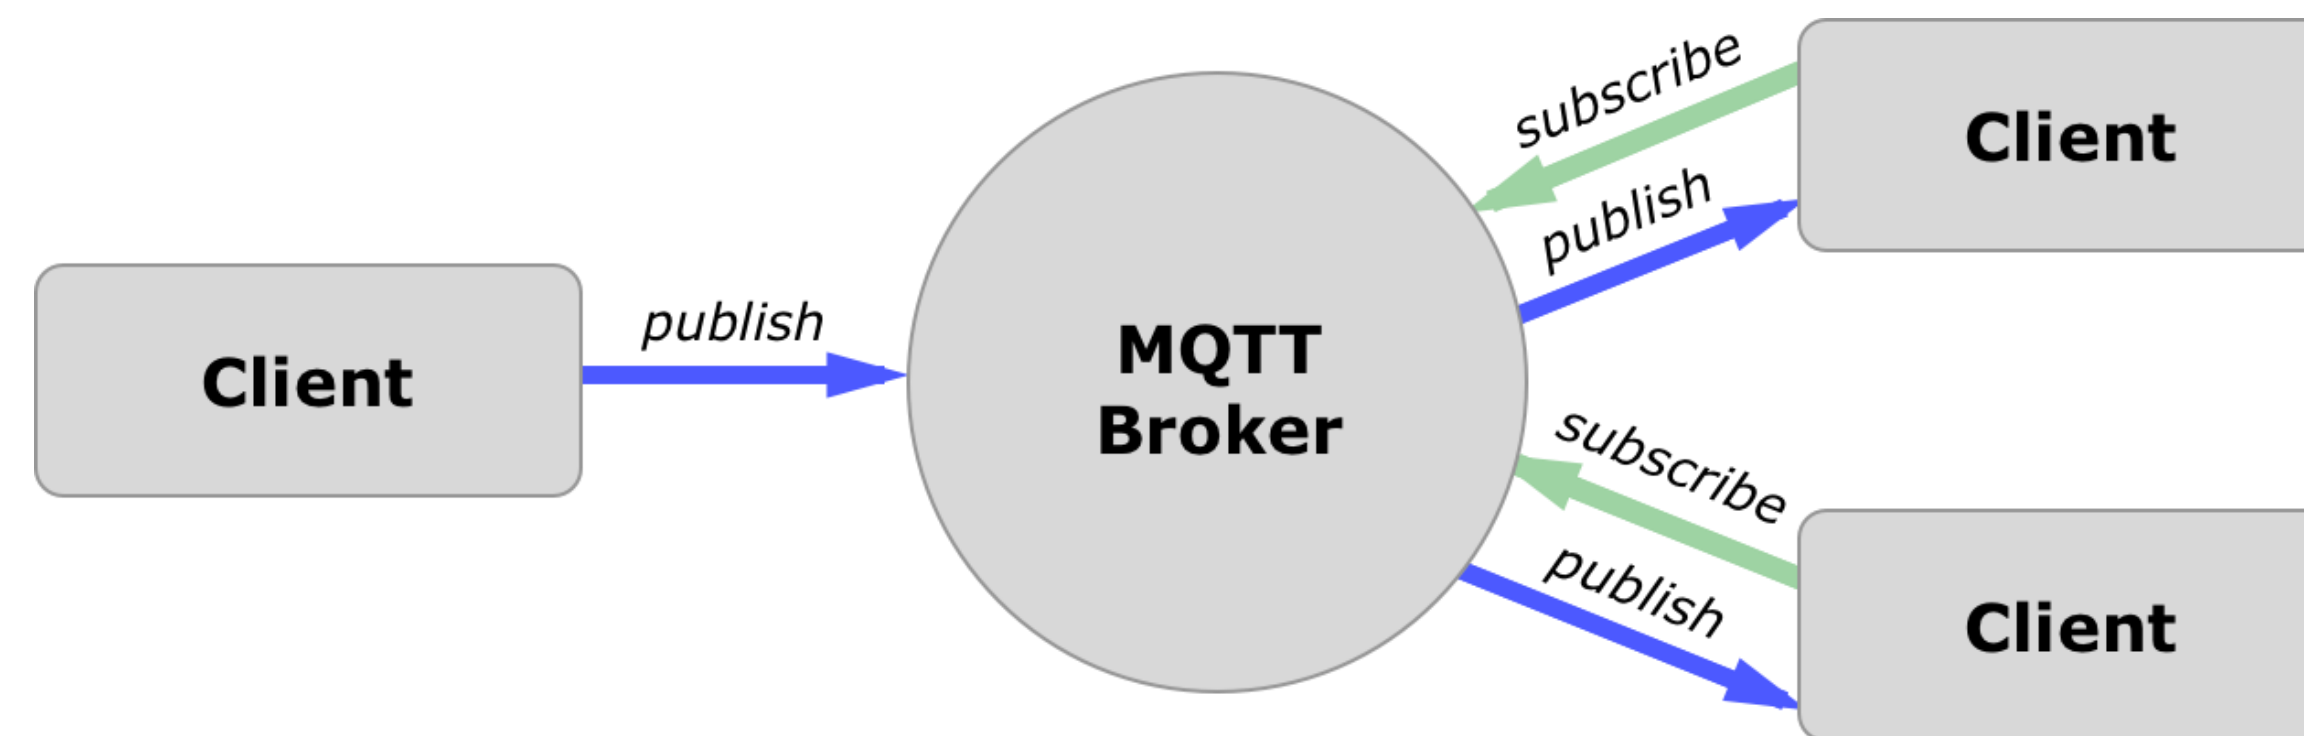 Client
publish
MQTT
Broker
subscribe
publish
Client
subscribe
publish
Client